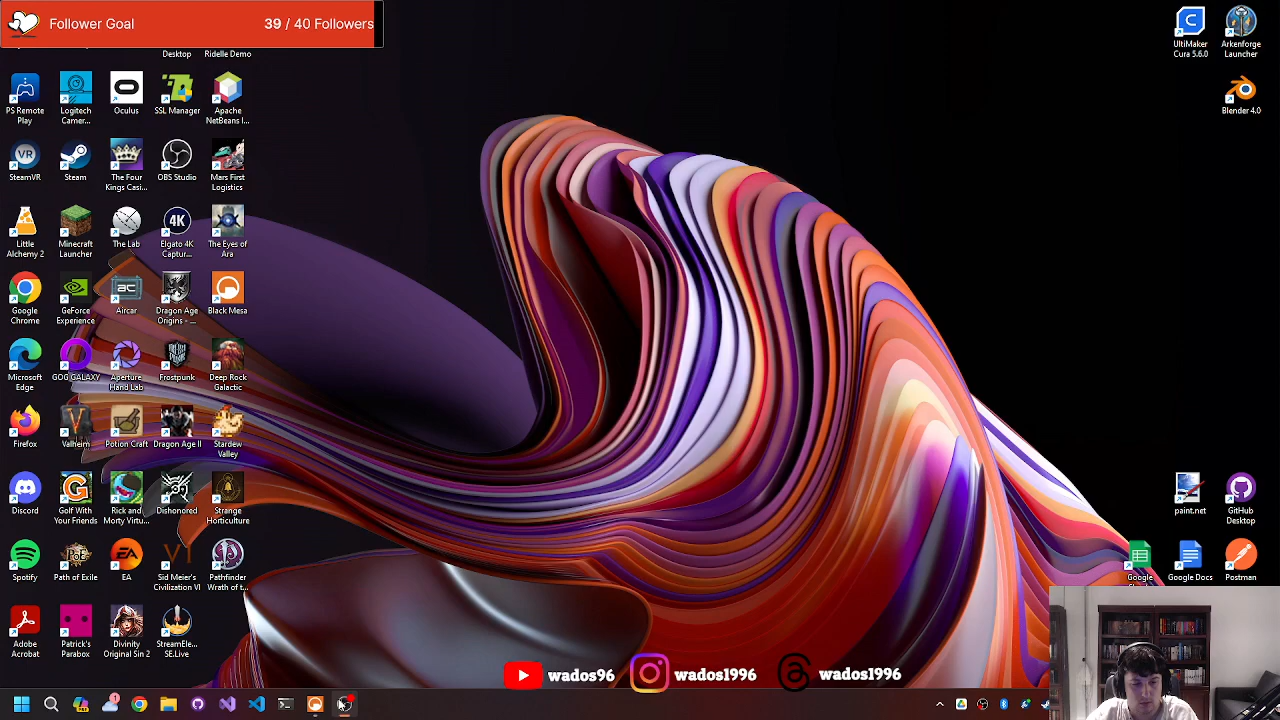 Follower Goal
39 / 40 Followers
Desktop
Ridelle Demo
UltiMaker
Cura 5.6.0
Arkenforge
Launcher
PS Remote
Play
Logitech
Camer...
Oculus
SSL Manager
Apache
NetBeans I...
Blender 4.0
SteamVR
Steam
The Four
Kings Casi...
OBS Studio
Mars First
Logistics
Little
Alchemy 2
Minecraft
Launcher
The Lab
Elgato 4K
Captur...
The Eyes of
Ara
Google
Chrome
GeForce
Experience
Aircar
Dragon Age
Origins - ...
Black Mesa
Microsoft
Edge
GOG GALAXY
Aperture
Hand Lab
Frostpunk
Deep Rock
Galactic
Firefox
Valheim
Potion Craft
Dragon Age II
Stardew
Valley
Discord
Golf With
Your Friends
Rick and
Morty Virtu...
Dishonored
Strange
Horticulture
paint.net
GitHub
Desktop
Spotify
Path of Exile
EA
Sid Meier's
Civilization VI
Pathfinder
Wrath of t...
Google
Google Docs
Postman
Adobe
Acrobat
Patrick's
Parabox
Divinity
Original Sin 2
StreamEle...
SE.Live
wados96
wados1996
wados1996